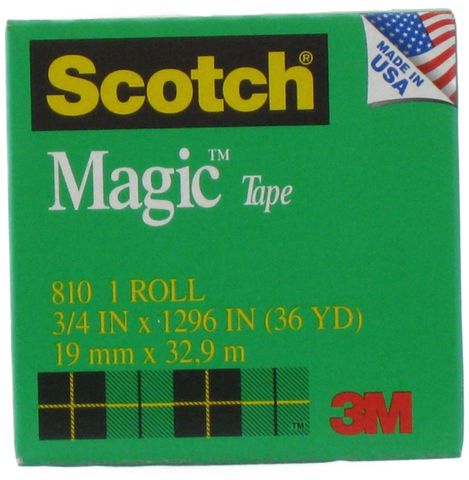 Scotch®
MADE IN
USA
Magic™ Tape
810 1 ROLL
3/4 IN x 1296 IN (36 YD)
19 mm x 32,9 m
TM
3M